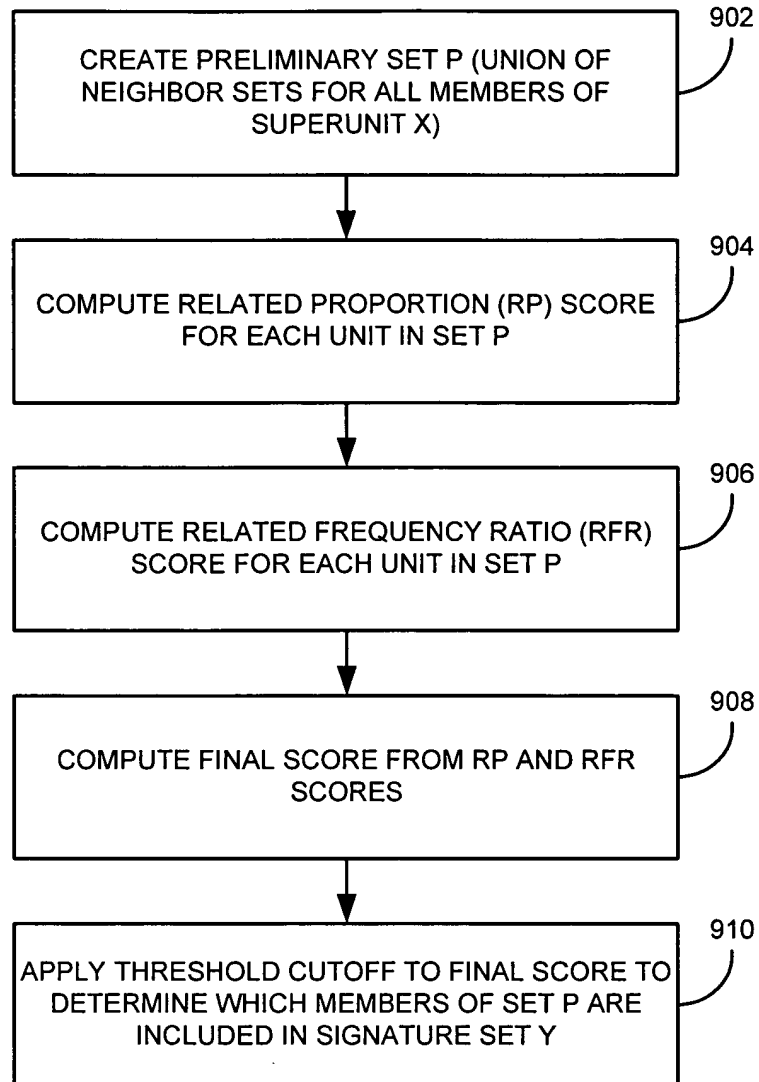 902
CREATE PRELIMINARY SET P (UNION OF
NEIGHBOR SETS FOR ALL MEMBERS OF
SUPERUNIT X)
904
COMPUTE RELATED PROPORTION (RP) SCORE
FOR EACH UNIT IN SET P
906
COMPUTE RELATED FREQUENCY RATIO (RFR)
SCORE FOR EACH UNIT IN SET P
908
COMPUTE FINAL SCORE FROM RP AND RFR
SCORES
910
APPLY THRESHOLD CUTOFF TO FINAL SCORE TO
DETERMINE WHICH MEMBERS OF SET P ARE
INCLUDED IN SIGNATURE SET Y